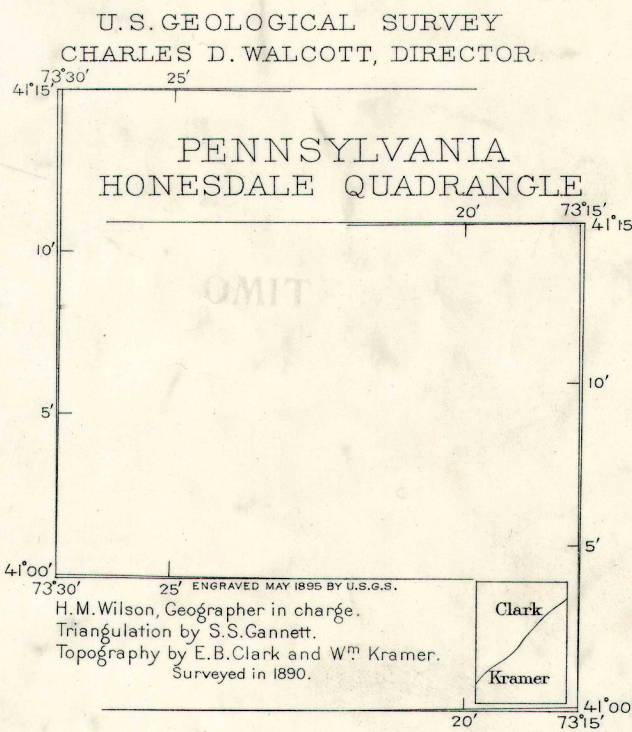 U.S. GEOLOGICAL SURVEY
CHARLES D. WALCOTT, DIRECTOR.
73°30′ 25′
41°15′
PENNSYLVANIA
HONESDALE QUADRANGLE
20′ 73°15′
41°15
10′
OMIT
10′
5′
5′
41°00′
73°30′ 25′ ENGRAVED MAY 1895 BY U.S.G.S.
H.M. Wilson, Geographer in charge.
Triangulation by S.S. Gannett.
Topography by E.B. Clark and Wm. Kramer.
Surveyed in 1890.
Clark
Kramer
41°00
20′ 73°15′